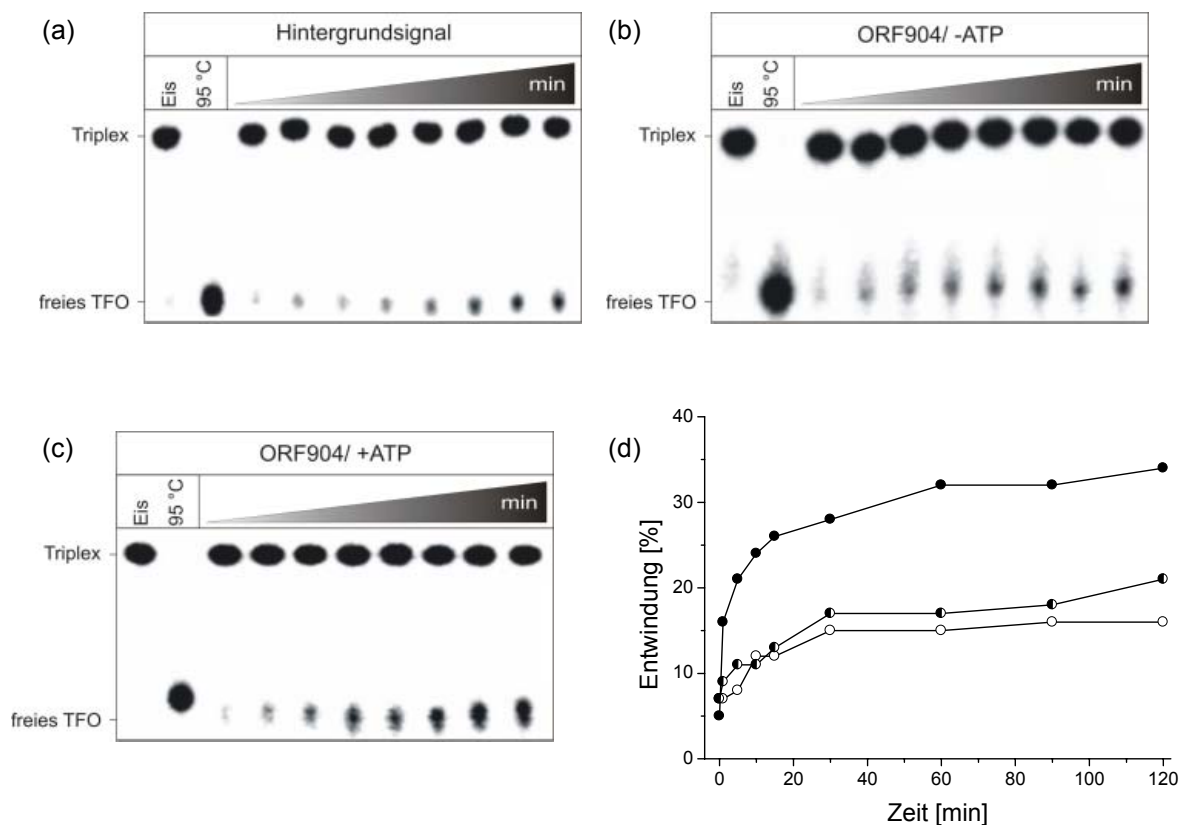 (a)
Hintergrundsignal
Eis
95 °C
min
Triplex
freies TFO
(b)
ORF904/ -ATP
Eis
95 °C
min
Triplex
freies TFO
(c)
ORF904/ +ATP
Eis
95 °C
min
Triplex
freies TFO
(d)
40
30
20
10
0
Entwindung [%]
0 20 40 60 80 100 120
Zeit [min]